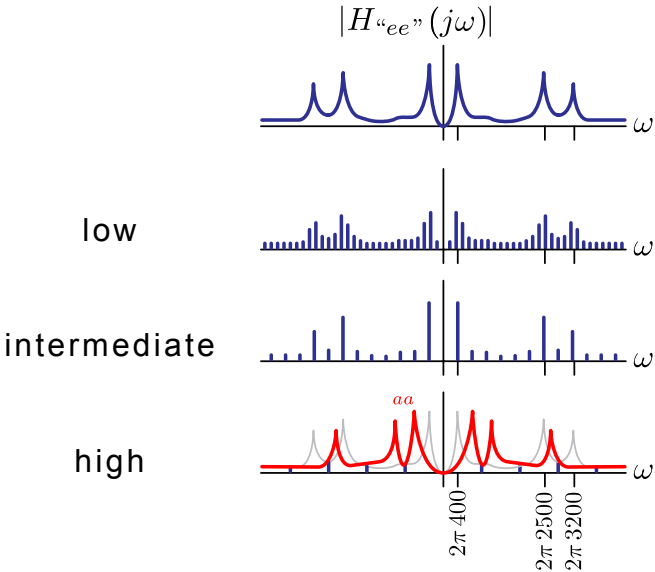 |H“ee”(jω)|
ω
low
ω
intermediate
ω
aa
high
ω
2π 400
2π 2500
2π 3200